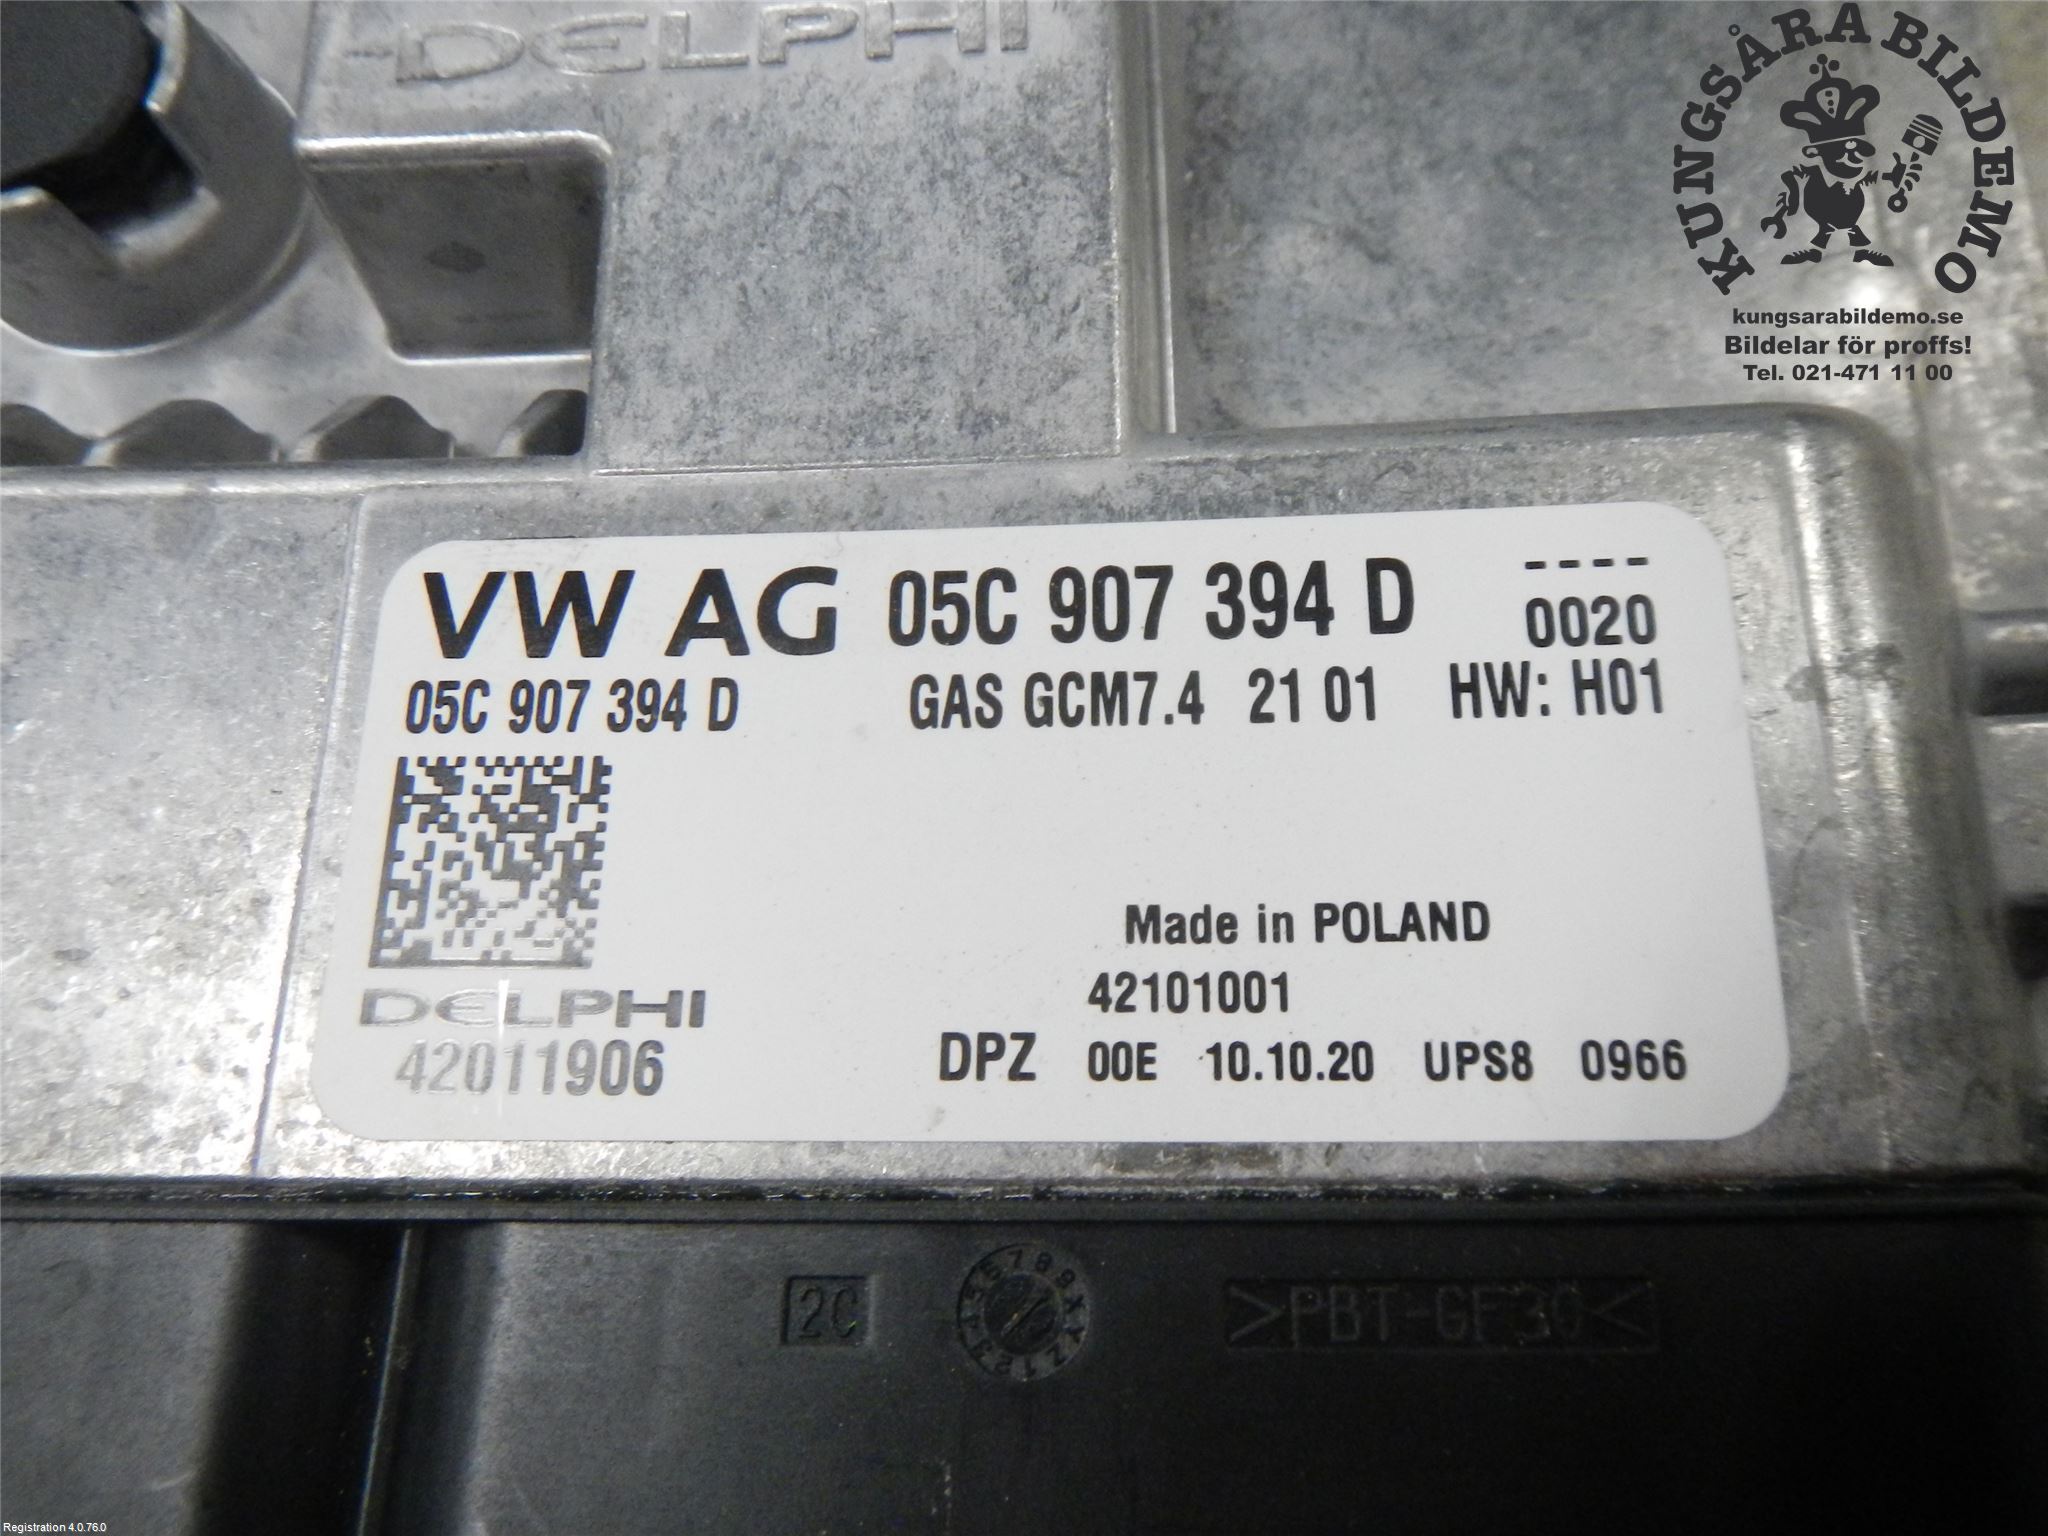 DELPHI
KUNGSÅRA BILDEMO
kungsarabildemo.se
Bildelar för proffs!
Tel. 021-471 11 00
VW AG 05C 907 394 D ----
0020
05C 907 394 D GAS GCM7.4 21 01 HW: H01
Made in POLAND
DELPHI 42101001
42011906 DPZ 00E 10.10.20 UPS8 0966
2C >PBT-GF30<
Registration 4.0.76.0